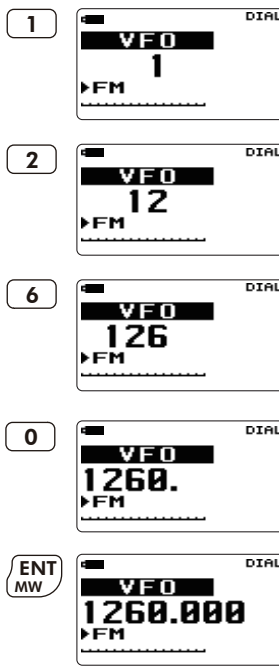 1
DIAL
VFO
1
▶FM
2
DIAL
VFO
12
▶FM
6
DIAL
VFO
126
▶FM
0
DIAL
VFO
1260.
▶FM
ENT
MW
DIAL
VFO
1260.000
▶FM